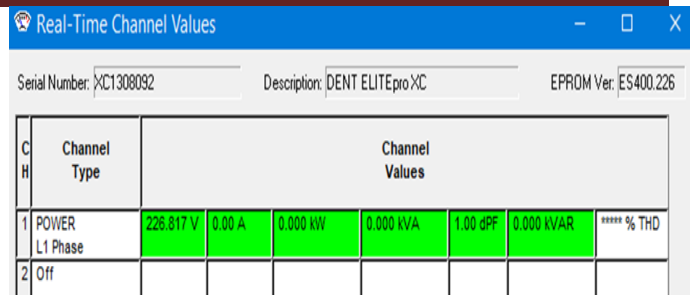 Real-Time Channel Values
Serial Number: XC1308092 Description: DENT ELITEpro XC EPROM Ver: ES400.226
C H Channel Type Channel Values
1 POWER L1 Phase 226.817 V 0.00 A 0.000 kW 0.000 kVA 1.00 dPF 0.000 kVAR ***** % THD
2 Off